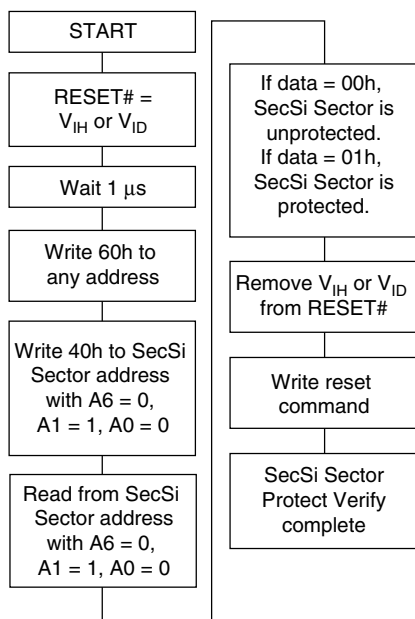 START
RESET# =
V_IH or V_ID
Wait 1 μs
Write 60h to
any address
Write 40h to SecSi
Sector address
with A6 = 0,
A1 = 1, A0 = 0
Read from SecSi
Sector address
with A6 = 0,
A1 = 1, A0 = 0
If data = 00h,
SecSi Sector is
unprotected.
If data = 01h,
SecSi Sector is
protected.
Remove V_IH or V_ID
from RESET#
Write reset
command
SecSi Sector
Protect Verify
complete